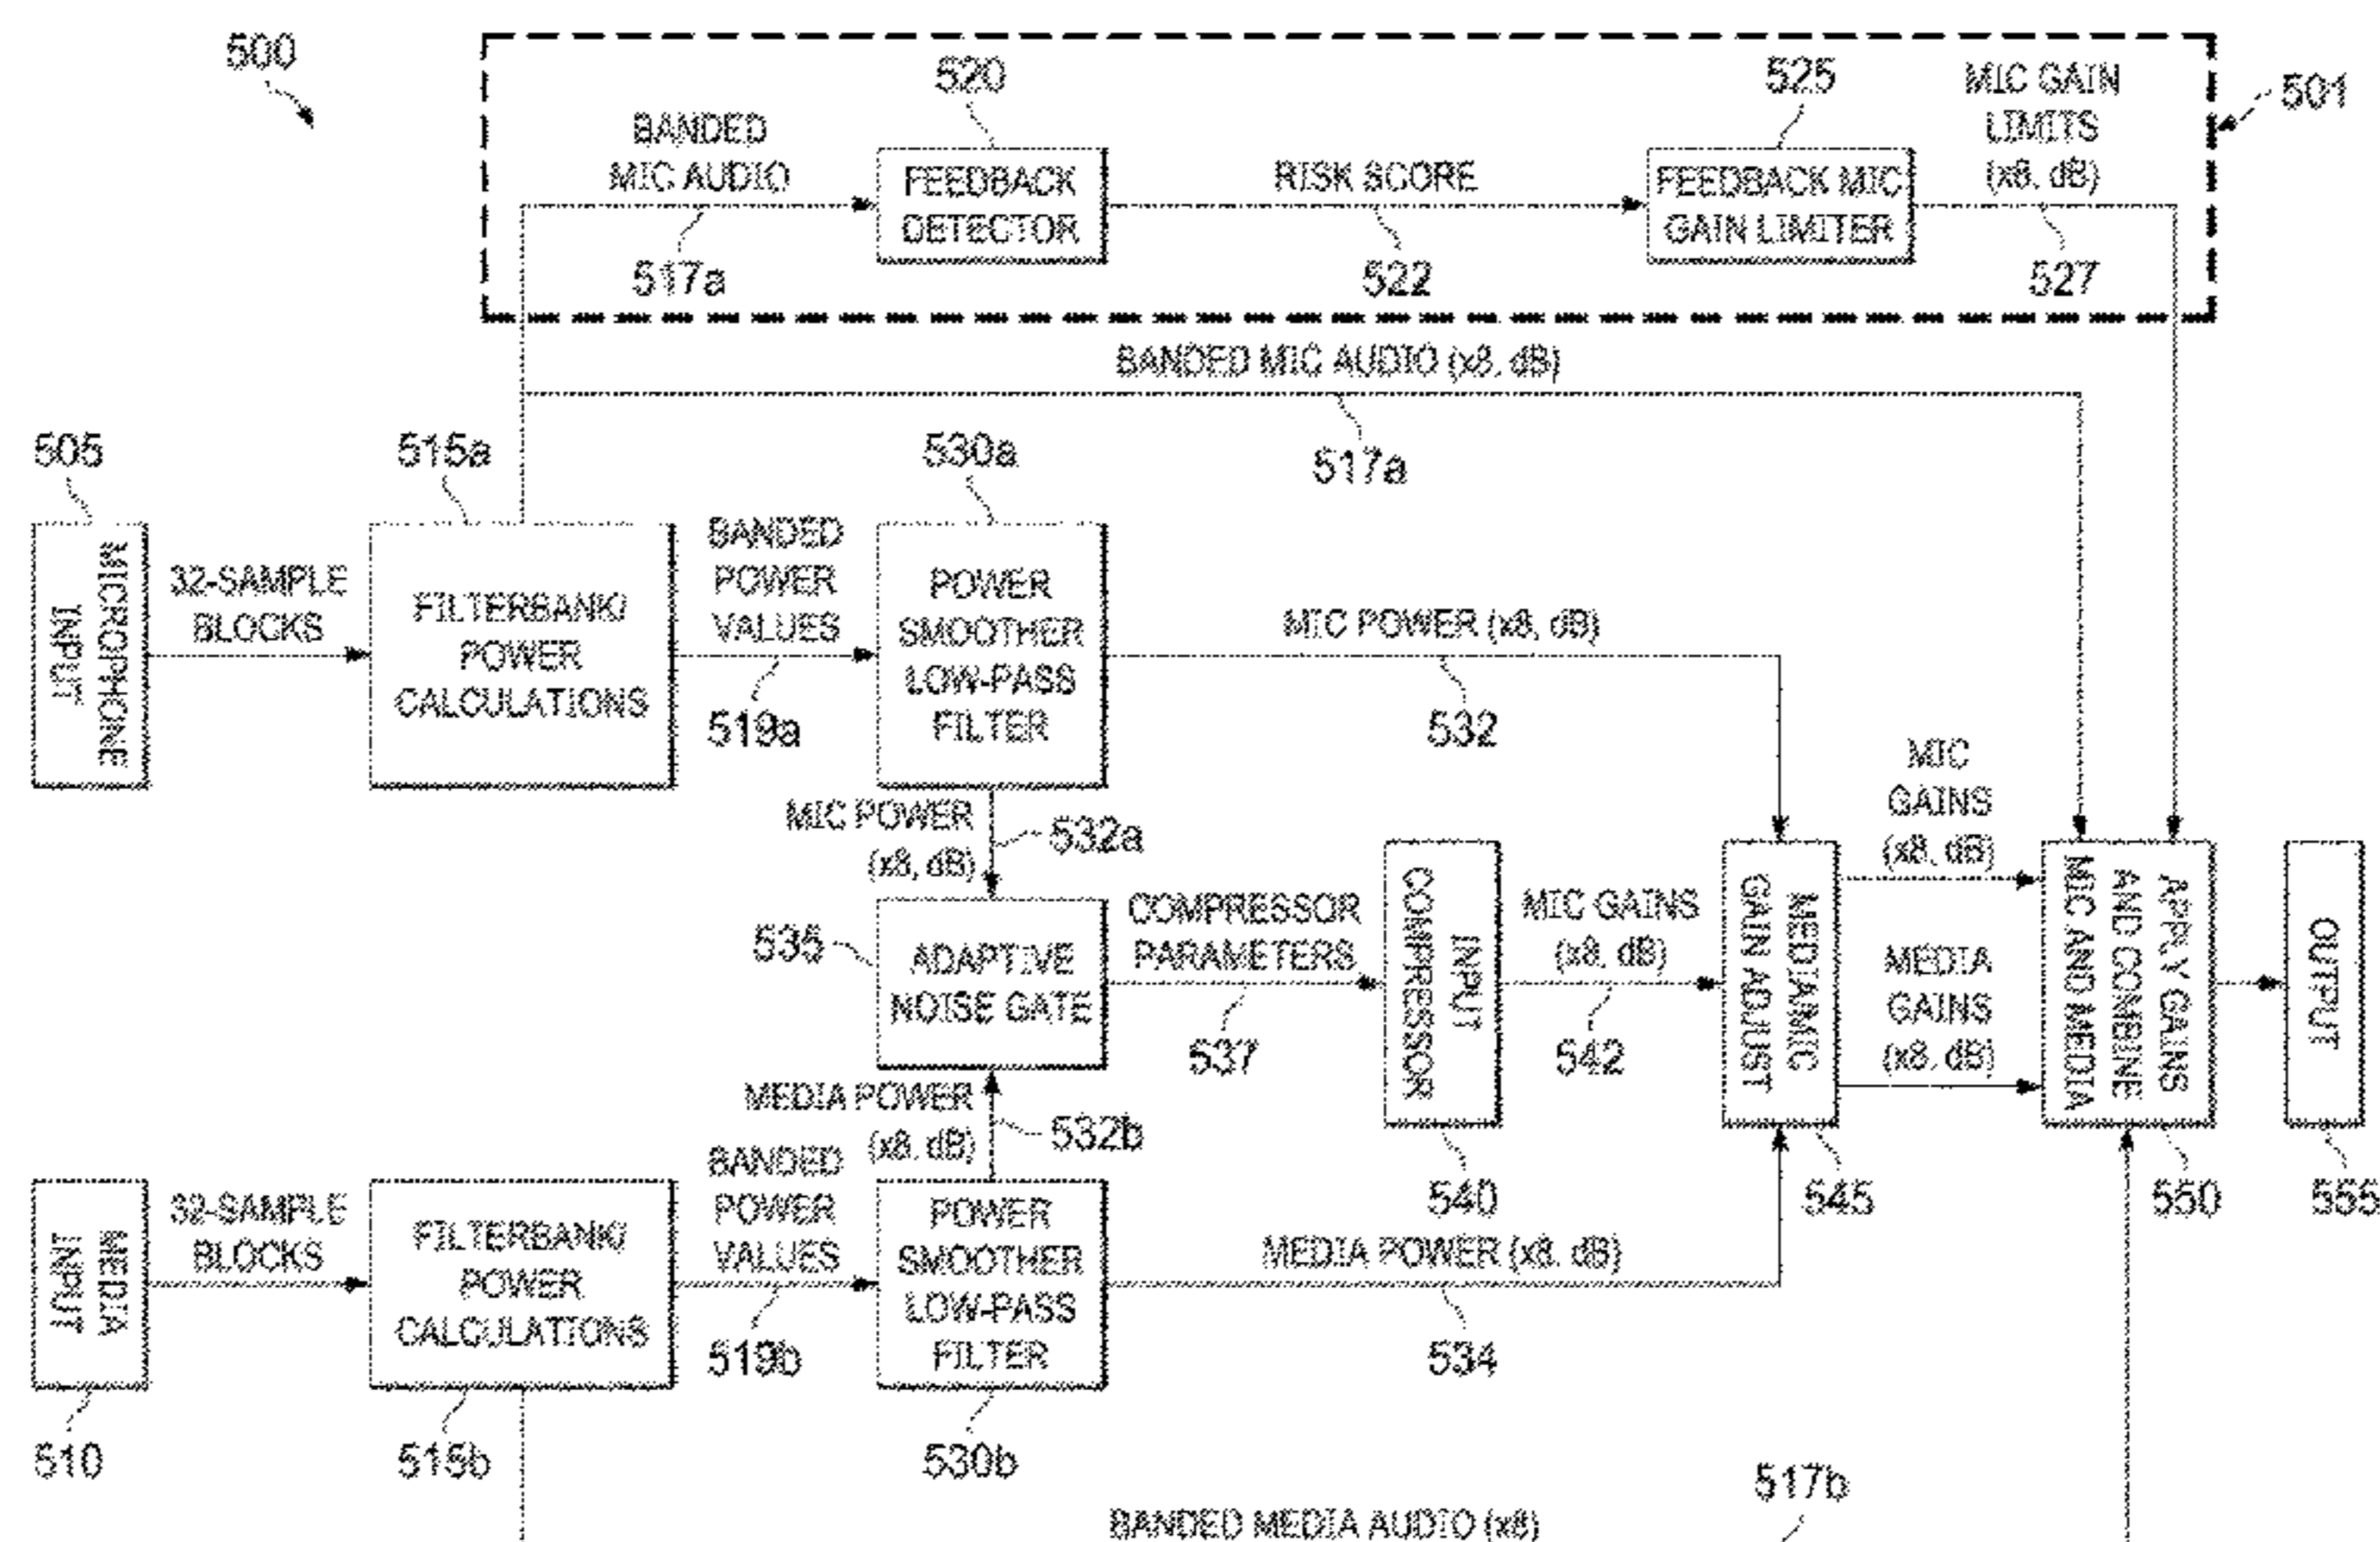 500
520
525
MIC GAIN
LIMITS
(x8, dB)
501
BANDED
MIC AUDIO
FEEDBACK
DETECTOR
RISK SCORE
FEEDBACK MIC
GAIN LIMITER
517a
522
527
BANDED MIC AUDIO (x8, dB)
517a
505
515a
530a
MICROPHONE
INPUT
32-SAMPLE
BLOCKS
FILTERBANK/
POWER
CALCULATIONS
BANDED
POWER
VALUES
519a
POWER
SMOOTHER
LOW-PASS
FILTER
MIC POWER (x8, dB)
532
MIC POWER
(x8, dB)
532a
535
ADAPTIVE
NOISE GATE
COMPRESSOR
PARAMETERS
537
INPUT
COMPRESSOR
540
MIC GAINS
(x8, dB)
542
MEDIA/MIC
GAIN ADJUST
545
MIC
GAINS
(x8, dB)
MEDIA
GAINS
(x8, dB)
APPLY GAINS
AND COMBINE
MIC AND MEDIA
550
OUTPUT
555
MEDIA POWER
(x8, dB)
532b
MEDIA
INPUT
510
32-SAMPLE
BLOCKS
FILTERBANK/
POWER
CALCULATIONS
515b
BANDED
POWER
VALUES
519b
POWER
SMOOTHER
LOW-PASS
FILTER
530b
MEDIA POWER (x8, dB)
534
517b
BANDED MEDIA AUDIO (x8)